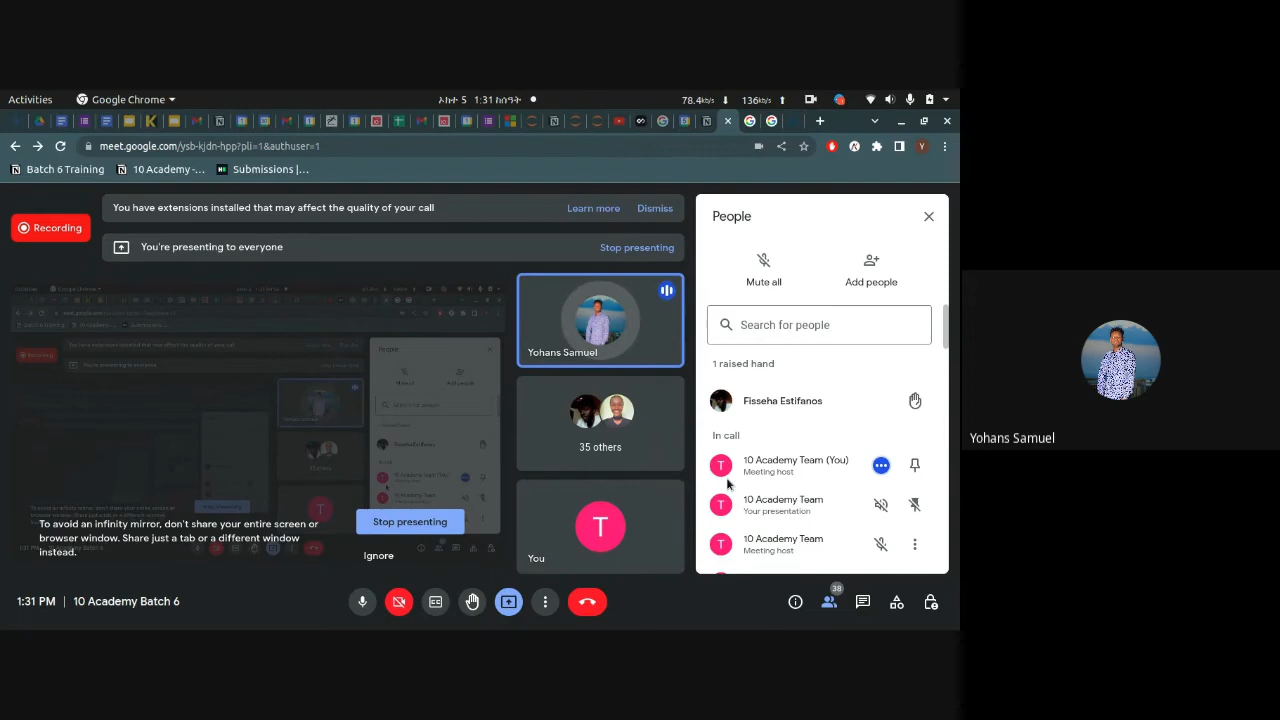 Activities
Google Chrome
1:31
78.4kb/s
136kb/s
meet.google.com/ysb-kjdn-hpp?pli=1&authuser=1
Batch 6 Training
10 Academy -...
Submissions |...
Recording
You have extensions installed that may affect the quality of your call
Learn more
Dismiss
You're presenting to everyone
Stop presenting
People
Mute all
Add people
Search for people
1 raised hand
Fisseha Estifanos
In call
10 Academy Team (You)
Meeting host
10 Academy Team
Your presentation
10 Academy Team
Meeting host
Yohans Samuel
35 others
T
You
To avoid an infinity mirror, don't share your entire screen or
browser window. Share just a tab or a different window
instead.
Stop presenting
Ignore
1:31 PM | 10 Academy Batch 6
38
Yohans Samuel